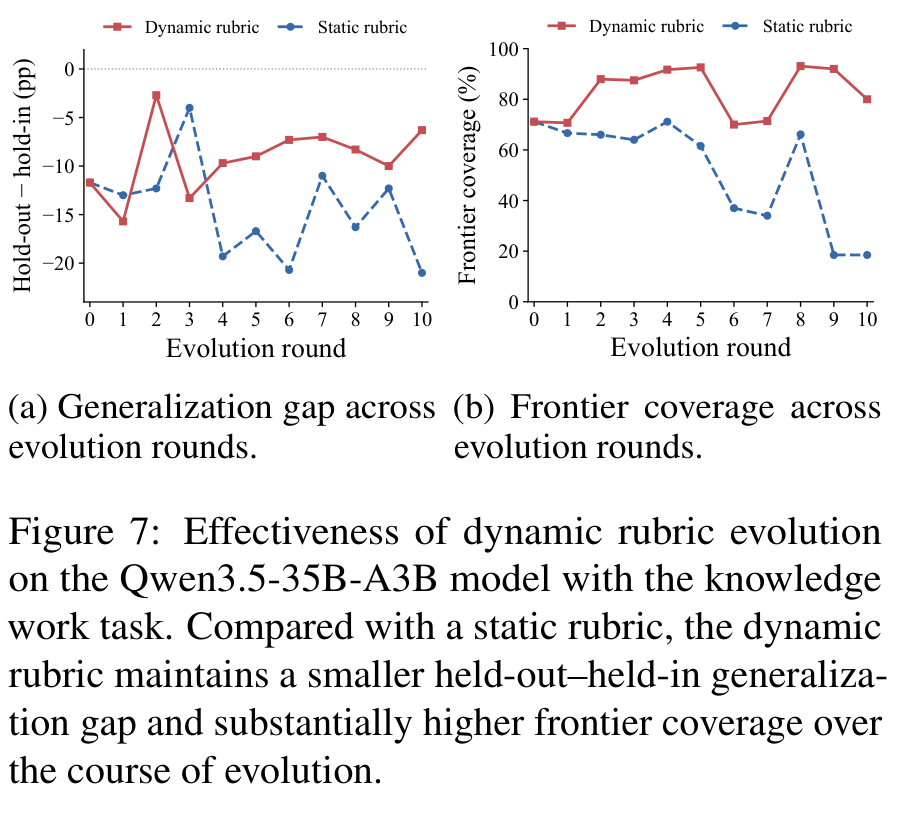 Dynamic rubric Static rubric
Hold-out − hold-in (pp)
0
−5
−10
−15
−20
0 1 2 3 4 5 6 7 8 9 10
Evolution round
(a) Generalization gap across
evolution rounds.
Dynamic rubric Static rubric
Frontier coverage (%)
100
80
60
40
20
0
0 1 2 3 4 5 6 7 8 9 10
Evolution round
(b) Frontier coverage across
evolution rounds.
Figure 7: Effectiveness of dynamic rubric evolution
on the Qwen3.5-35B-A3B model with the knowledge
work task. Compared with a static rubric, the dynamic
rubric maintains a smaller held-out–held-in generaliza-
tion gap and substantially higher frontier coverage over
the course of evolution.